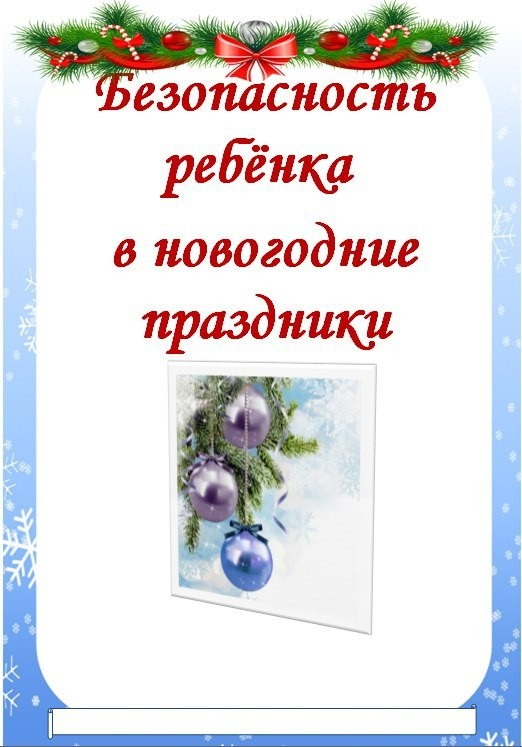 Безопасность
ребёнка
в новогодние
праздники